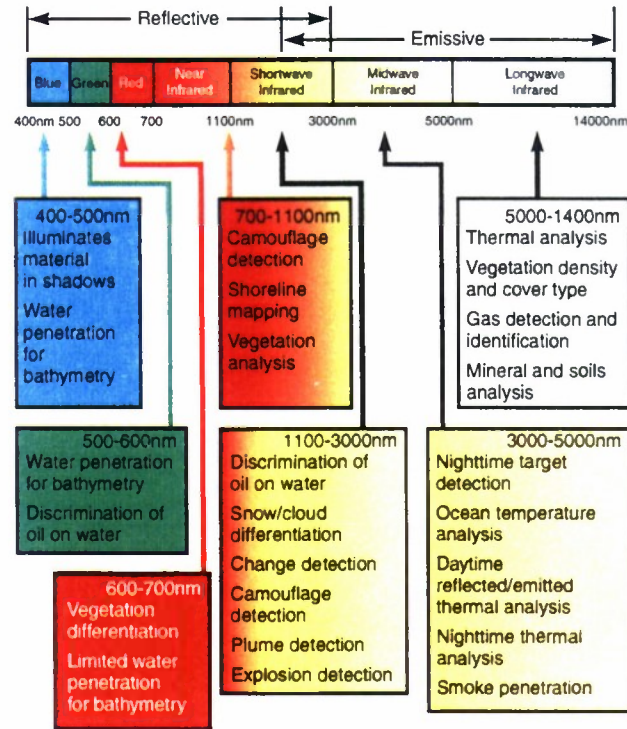 Reflective
Emissive
Blue
Green
Red
Near
Infrared
Shortwave
Infrared
Midwave
Infrared
Longwave
Infrared
400nm 500 600 700 1100nm 3000nm 5000nm 14000nm
400-500nm
Illuminates
material
in shadows
Water
penetration
for
bathymetry
700-1100nm
Camouflage
detection
Shoreline
mapping
Vegetation
analysis
5000-1400nm
Thermal analysis
Vegetation density
and cover type
Gas detection and
identification
Mineral and soils
analysis
500-600nm
Water penetration
for bathymetry
Discrimination of
oil on water
1100-3000nm
Discrimination of
oil on water
Snow/cloud
differentiation
Change detection
Camouflage
detection
Plume detection
Explosion detection
3000-5000nm
Nighttime target
detection
Ocean temperature
analysis
Daytime
reflected/emitted
thermal analysis
Nighttime thermal
analysis
Smoke penetration
600-700nm
Vegetation
differentiation
Limited water
penetration
for bathymetry